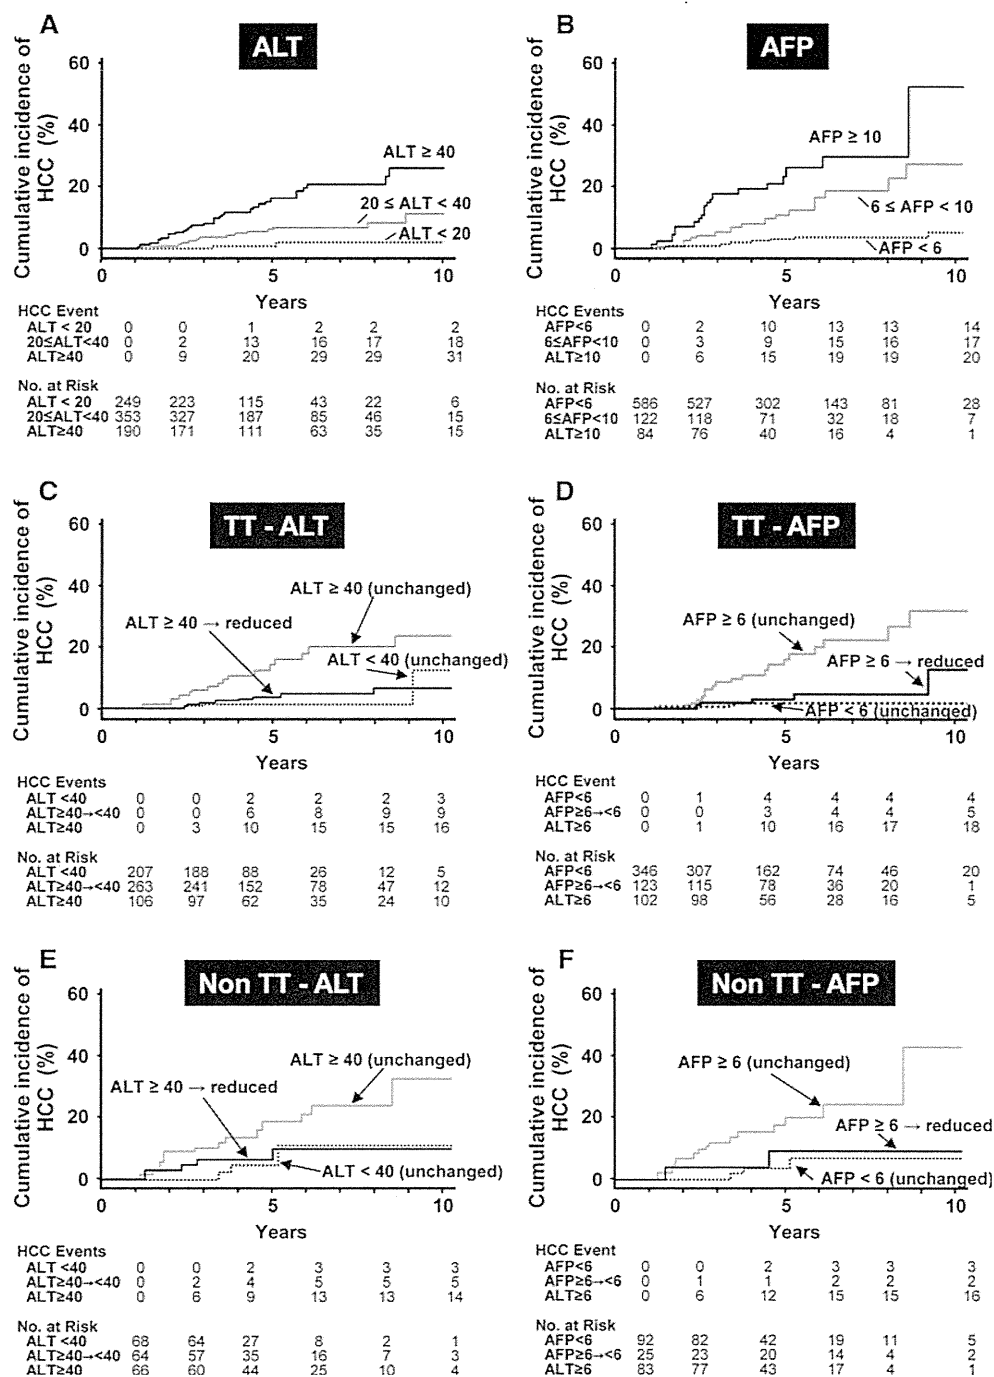 A
ALT
Cumulative incidence of
HCC (%)
60
40
20
0
ALT ≥ 40
20 ≤ ALT < 40
ALT < 20
0 5 10
Years
HCC Event
ALT < 20 0 0 1 2 2 2
20≤ALT<40 0 2 13 16 17 18
ALT≥40 0 9 20 29 29 31
No. at Risk
ALT < 20 249 223 115 43 22 6
20≤ALT<40 353 327 187 85 46 15
ALT≥40 190 171 111 63 35 15
B
AFP
Cumulative incidence of
HCC (%)
60
40
20
0
AFP ≥ 10
6 ≤ AFP < 10
AFP < 6
0 5 10
Years
HCC Events
AFP<6 0 2 10 13 13 14
6≤AFP<10 0 3 9 15 16 17
ALT≥10 0 6 15 19 19 20
No. at Risk
AFP<6 586 527 302 143 81 28
6≤AFP<10 122 118 71 32 18 7
ALT≥10 84 76 40 16 4 1
C
TT - ALT
Cumulative incidence of
HCC (%)
60
40
20
0
ALT ≥ 40 (unchanged)
ALT ≥ 40 → reduced
ALT < 40 (unchanged)
0 5 10
Years
HCC Events
ALT <40 0 0 2 2 2 3
ALT≥40→<40 0 0 6 8 9 9
ALT≥40 0 3 10 15 15 16
No. at Risk
ALT <40 207 188 88 26 12 5
ALT≥40→<40 263 241 152 78 47 12
ALT≥40 106 97 62 35 24 10
D
TT - AFP
Cumulative incidence of
HCC (%)
60
40
20
0
AFP ≥ 6 (unchanged)
AFP ≥ 6 → reduced
AFP < 6 (unchanged)
0 5 10
Years
HCC Event
AFP<6 0 1 4 4 4 4
AFP≥6→<6 0 0 3 4 4 5
ALT≥6 0 1 10 16 17 18
No. at Risk
AFP<6 346 307 162 74 46 20
AFP≥6→<6 123 115 78 36 20 1
ALT≥6 102 98 56 28 16 5
E
Non TT - ALT
Cumulative incidence of
HCC (%)
60
40
20
0
ALT ≥ 40 (unchanged)
ALT ≥ 40 → reduced
ALT < 40 (unchanged)
0 5 10
Years
HCC Events
ALT <40 0 0 2 3 3 3
ALT≥40→<40 0 2 4 5 5 5
ALT≥40 0 6 9 13 13 14
No. at Risk
ALT <40 68 64 27 8 2 1
ALT≥40→<40 64 57 35 16 7 3
ALT≥40 66 60 44 25 10 4
F
Non TT - AFP
Cumulative incidence of
HCC (%)
60
40
20
0
AFP ≥ 6 (unchanged)
AFP ≥ 6 → reduced
AFP < 6 (unchanged)
0 5 10
Years
HCC Event
AFP<6 0 0 2 3 3 3
AFP≥6→<6 0 1 1 2 2 2
ALT≥6 0 6 12 15 15 16
No. at Risk
AFP<6 92 82 42 19 11 5
AFP≥6→<6 25 23 20 14 4 2
ALT≥6 83 77 43 17 4 1